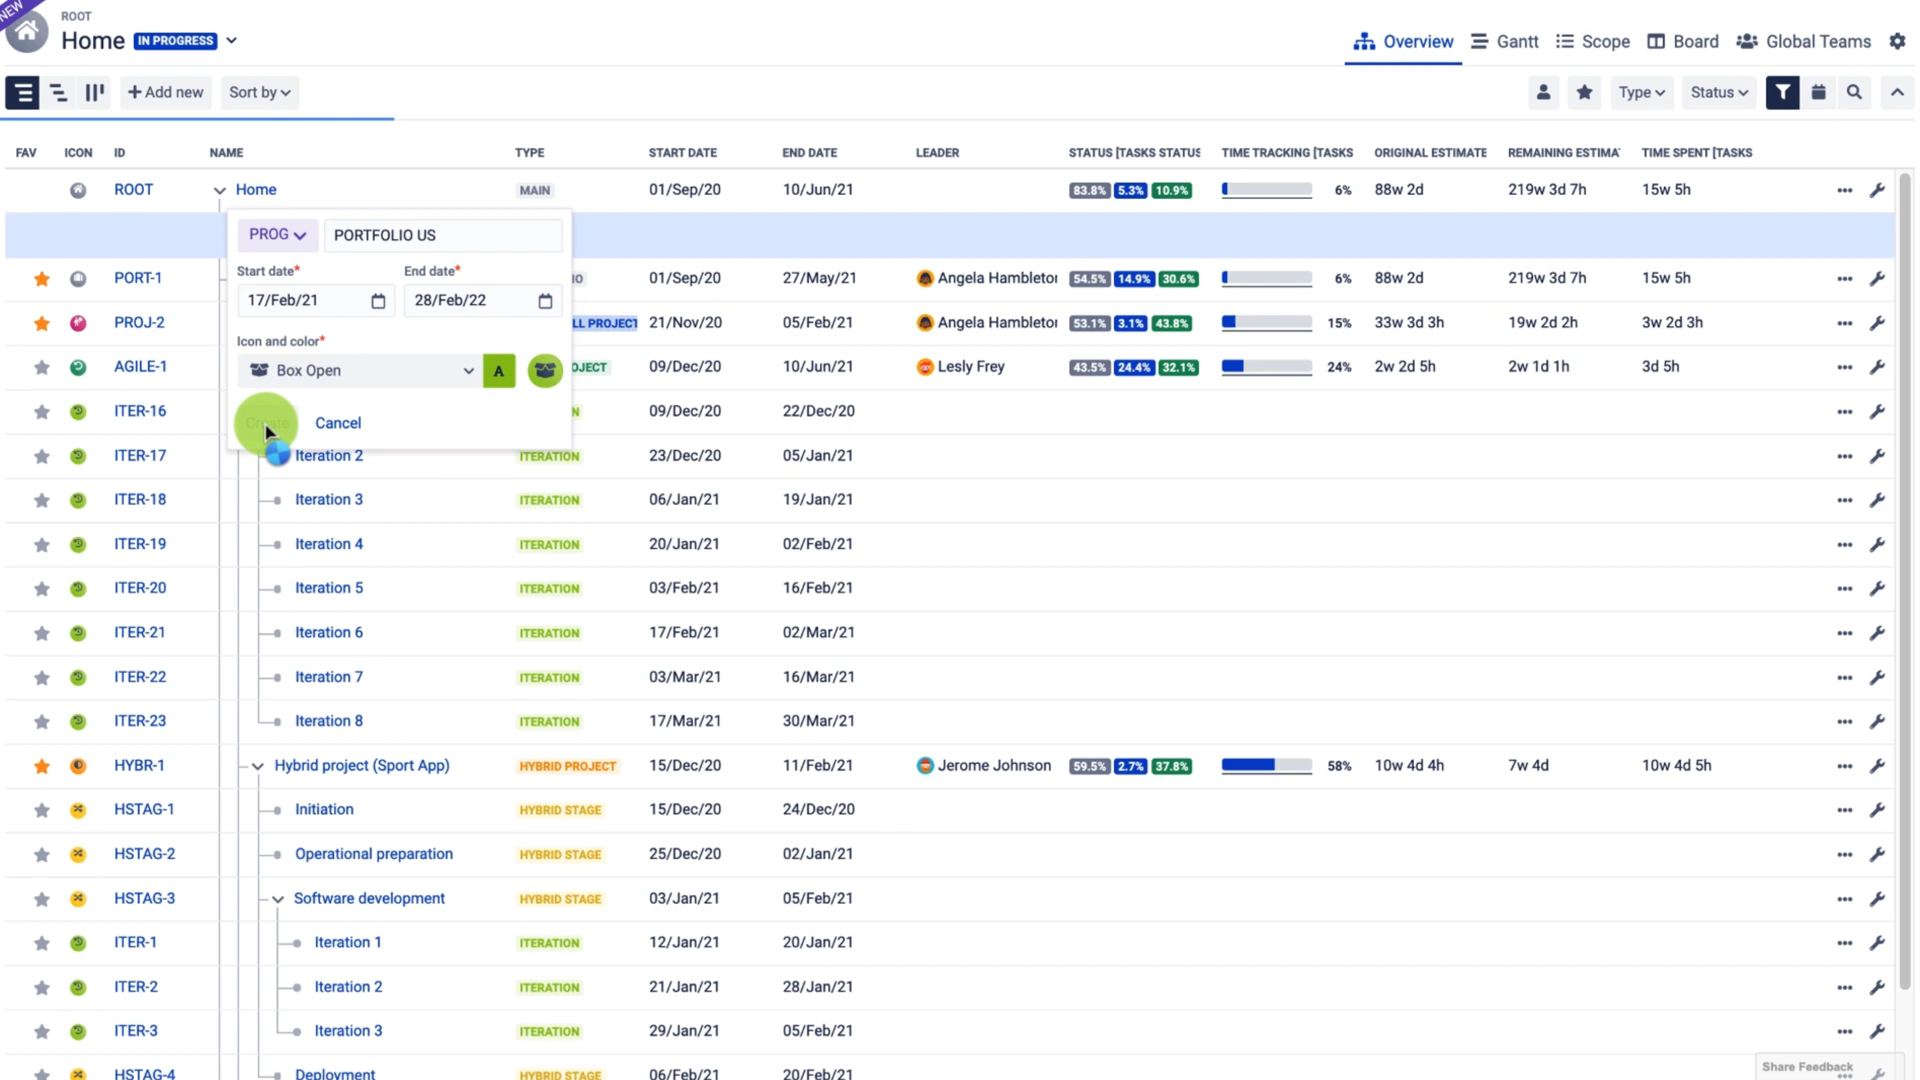 NEW
ROOT
Home IN PROGRESS
Overview Gantt Scope Board Global Teams
Add new Sort by Type Status
FAV ICON ID NAME TYPE START DATE END DATE LEADER STATUS [TASKS STATUS TIME TRACKING [TASKS ORIGINAL ESTIMATE REMAINING ESTIMA TIME SPENT [TASKS
ROOT Home MAIN 01/Sep/20 10/Jun/21 83.8% 5.3% 10.9% 6% 88w 2d 219w 3d 7h 15w 5h
PROG PORTFOLIO US
Start date* End date*
17/Feb/21 28/Feb/22
Icon and color*
Box Open A
Create Cancel
PORT-1 IO 01/Sep/20 27/May/21 Angela Hambleton 54.5% 14.9% 30.6% 6% 88w 2d 219w 3d 7h 15w 5h
PROJ-2 LL PROJECT 21/Nov/20 05/Feb/21 Angela Hambleton 53.1% 3.1% 43.8% 15% 33w 3d 3h 19w 2d 2h 3w 2d 3h
AGILE-1 OJECT 09/Dec/20 10/Jun/21 Lesly Frey 43.5% 24.4% 32.1% 24% 2w 2d 5h 2w 1d 1h 3d 5h
ITER-16 N 09/Dec/20 22/Dec/20
ITER-17 Iteration 2 ITERATION 23/Dec/20 05/Jan/21
ITER-18 Iteration 3 ITERATION 06/Jan/21 19/Jan/21
ITER-19 Iteration 4 ITERATION 20/Jan/21 02/Feb/21
ITER-20 Iteration 5 ITERATION 03/Feb/21 16/Feb/21
ITER-21 Iteration 6 ITERATION 17/Feb/21 02/Mar/21
ITER-22 Iteration 7 ITERATION 03/Mar/21 16/Mar/21
ITER-23 Iteration 8 ITERATION 17/Mar/21 30/Mar/21
HYBR-1 Hybrid project (Sport App) HYBRID PROJECT 15/Dec/20 11/Feb/21 Jerome Johnson 59.5% 2.7% 37.8% 58% 10w 4d 4h 7w 4d 10w 4d 5h
HSTAG-1 Initiation HYBRID STAGE 15/Dec/20 24/Dec/20
HSTAG-2 Operational preparation HYBRID STAGE 25/Dec/20 02/Jan/21
HSTAG-3 Software development HYBRID STAGE 03/Jan/21 05/Feb/21
ITER-1 Iteration 1 ITERATION 12/Jan/21 20/Jan/21
ITER-2 Iteration 2 ITERATION 21/Jan/21 28/Jan/21
ITER-3 Iteration 3 ITERATION 29/Jan/21 05/Feb/21
HSTAG-4 Deployment HYBRID STAGE 06/Feb/21 20/Feb/21
Share Feedback